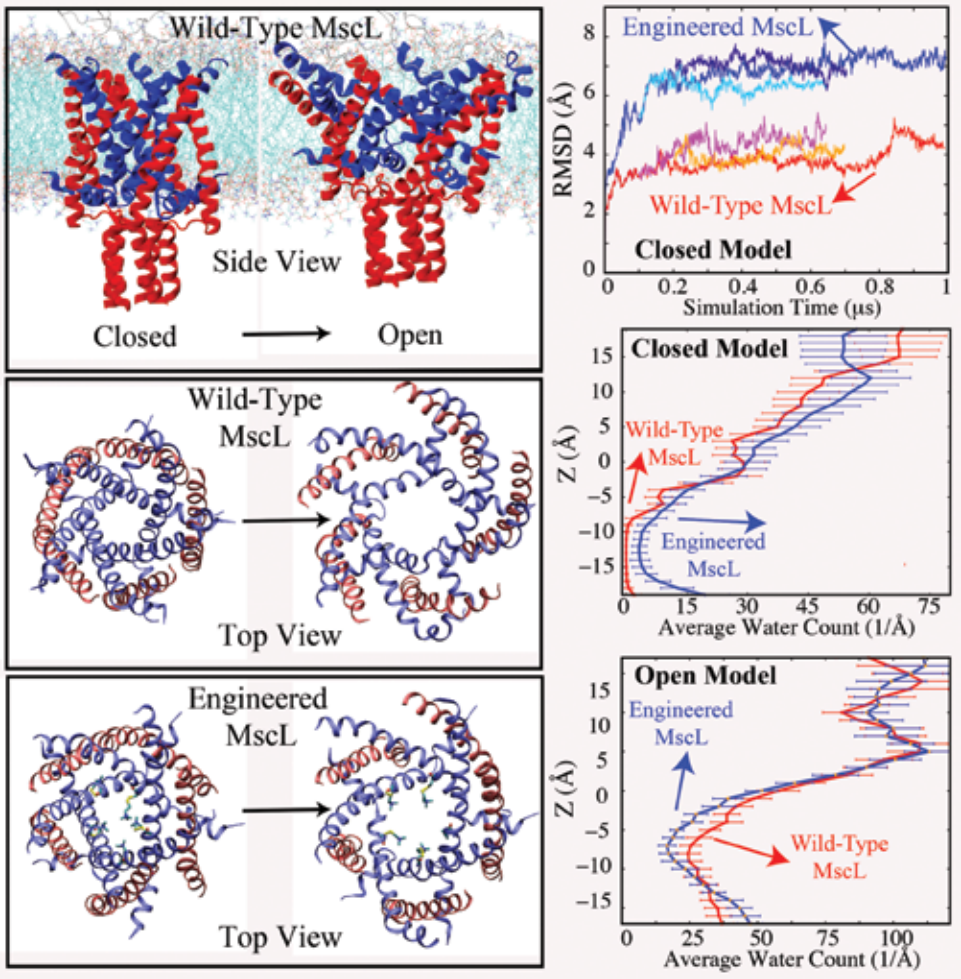 Wild-Type MscL
Side View
Closed
Open
Wild-Type
MscL
Top View
Engineered
MscL
Top View
8
6
4
2
0
RMSD (Å)
Engineered MscL
Wild-Type MscL
Closed Model
0 0.2 0.4 0.6 0.8 1
Simulation Time (μs)
15
10
5
0
−5
−10
−15
Z (Å)
Closed Model
Wild-Type
MscL
Engineered
MscL
0 15 30 45 60 75
Average Water Count (1/Å)
15
10
5
0
−5
−10
−15
Z (Å)
Open Model
Engineered
MscL
Wild-Type
MscL
0 25 50 75 100
Average Water Count (1/Å)